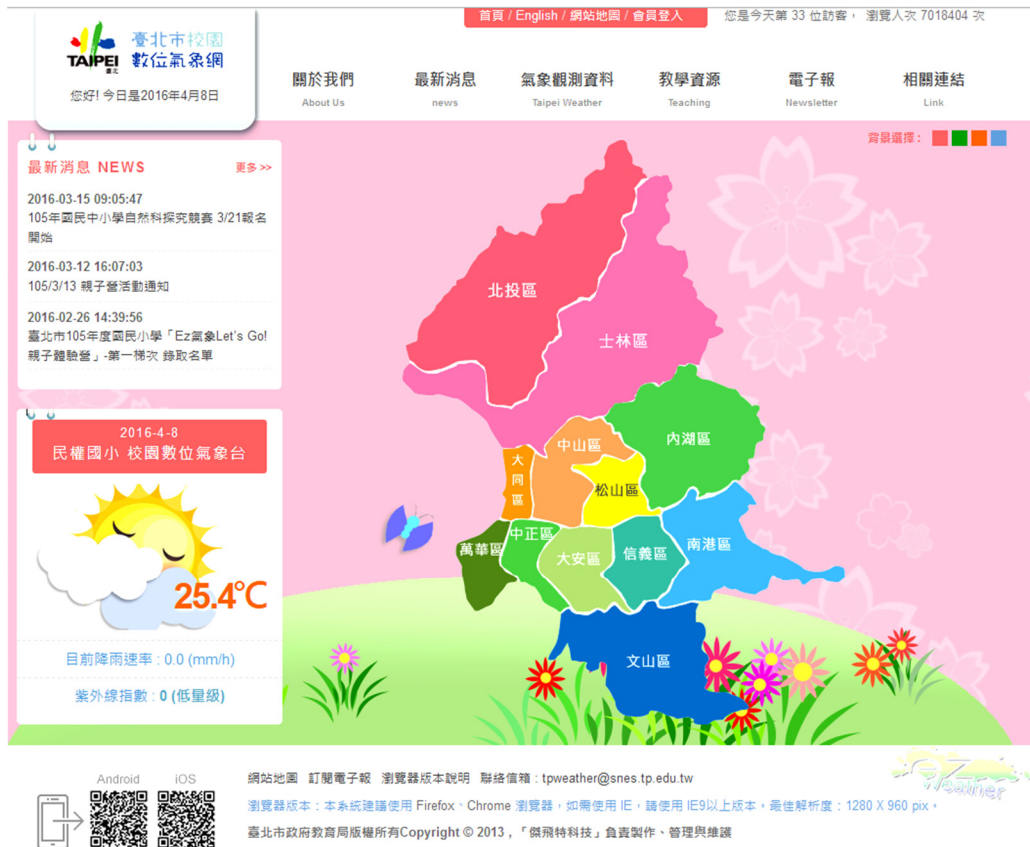 首頁 / English / 網站地圖 / 會員登入
您是今天第 33 位訪客， 瀏覽人次 7018404 次
TAIPEI
臺北
臺北市校園
數位氣象網
您好! 今日是2016年4月8日
關於我們 最新消息 氣象觀測資料 教學資源 電子報 相關連結
About Us news Taipei Weather Teaching Newsletter Link
背景選擇：
最新消息 NEWS 更多 >>
2016-03-15 09:05:47
105年國民中小學自然科探究競賽 3/21報名
開始
2016-03-12 16:07:03
105/3/13 親子營活動通知
2016-02-26 14:39:56
臺北市105年度國民小學「Ez氣象Let's Go!
親子體驗營」-第一梯次 錄取名單
2016-4-8
民權國小 校園數位氣象台
25.4℃
目前降雨速率 : 0.0 (mm/h)
紫外線指數 : 0 (低量級)
北投區
士林區
內湖區
中山區
大同區
松山區
中正區
萬華區
大安區
信義區
南港區
文山區
Android iOS
網站地圖 訂閱電子報 瀏覽器版本說明 聯絡信箱 : tpweather@snes.tp.edu.tw
瀏覽器版本：本系統建議使用 Firefox、Chrome 瀏覽器，如需使用 IE，請使用 IE9以上版本。最佳解析度：1280 X 960 pix。
臺北市政府教育局版權所有Copyright © 2013，「傑飛特科技」負責製作、管理與維護
eZ
Weather